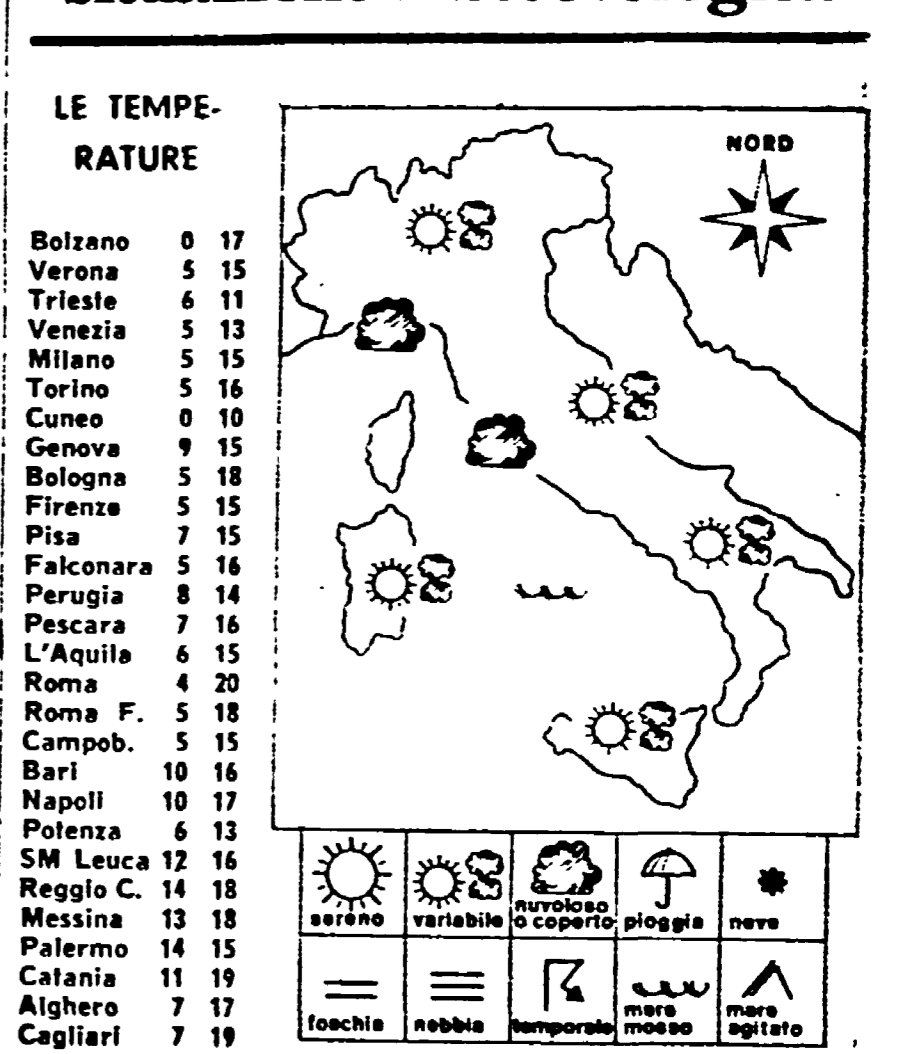 LE TEMPE-
RATURE
Bolzano 0 17
Verona 5 15
Trieste 6 11
Venezia 5 13
Milano 5 15
Torino 5 16
Cuneo 0 10
Genova 9 15
Bologna 5 18
Firenze 5 15
Pisa 7 15
Falconara 5 16
Perugia 8 14
Pescara 7 16
L'Aquila 6 15
Roma 4 20
Roma F. 5 18
Campob. 5 15
Bari 10 16
Napoli 10 17
Potenza 6 13
SM Leuca 12 16
Reggio C. 14 18
Messina 13 18
Palermo 14 15
Catania 11 19
Alghero 7 17
Cagliari 7 19
NORD
sereno
variabile
nuvoloso
o coperto
pioggia
neve
foschia
nebbia
temporale
mare
mosso
mare
agitato